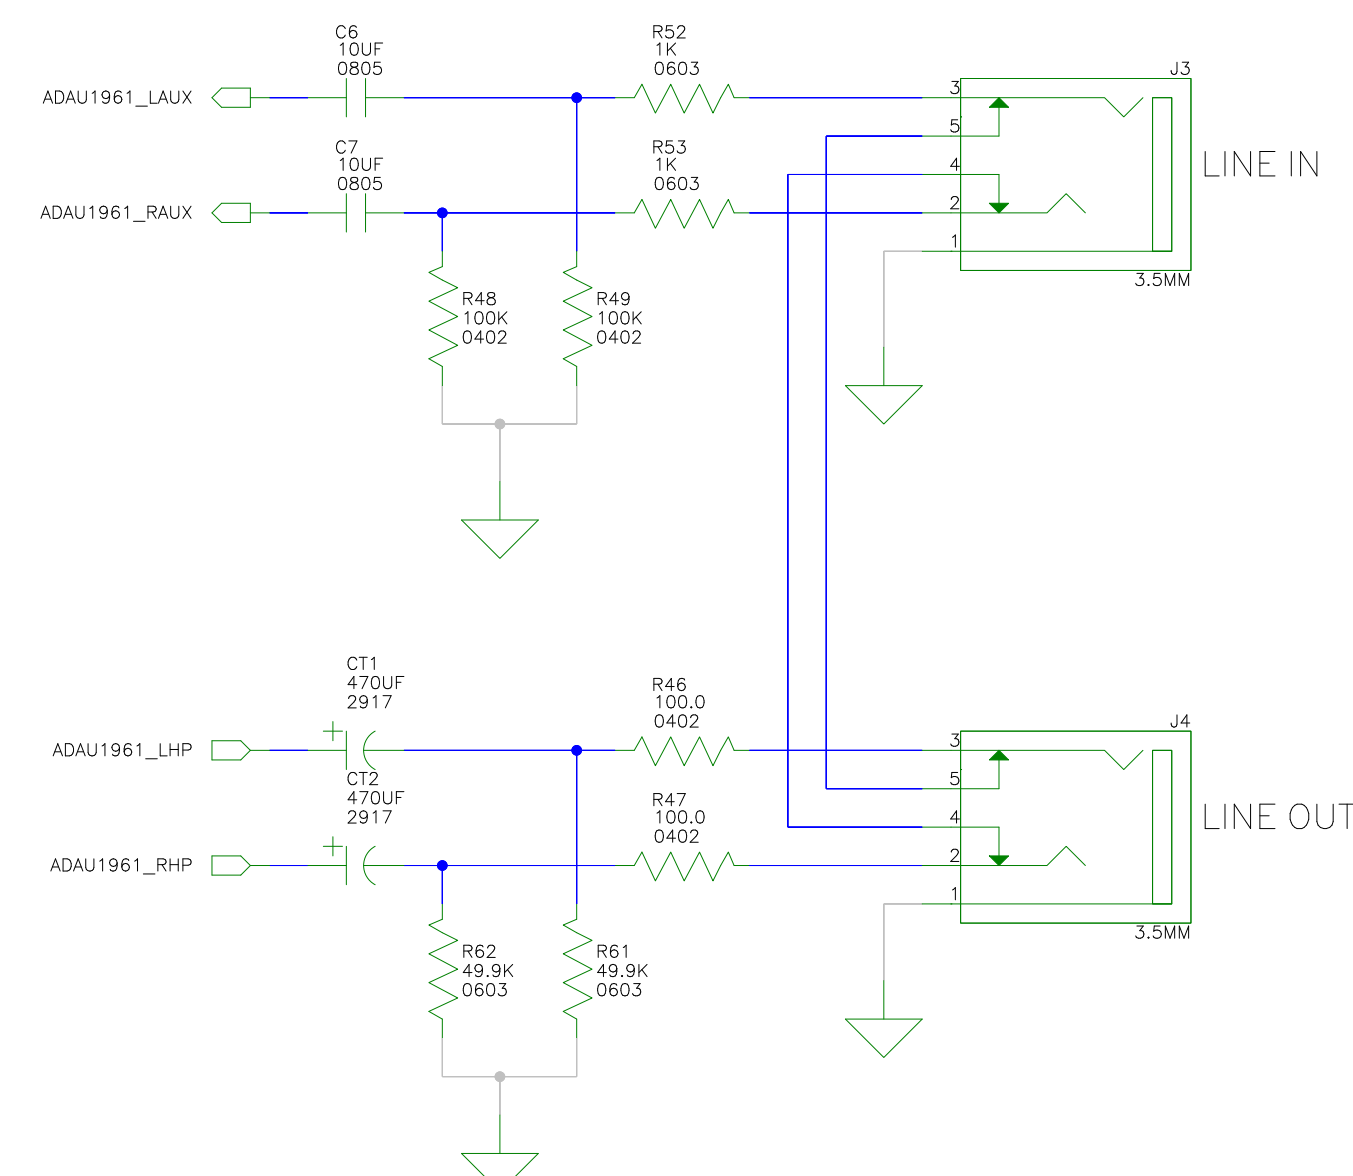 C6
10UF
0805
ADAU1961_LAUX
R52
1K
0603
J3
3
5
4
2
1
LINE IN
3.5MM
C7
10UF
0805
ADAU1961_RAUX
R53
1K
0603
R48
100K
0402
R49
100K
0402
CT1
470UF
2917
ADAU1961_LHP
R46
100.0
0402
J4
3
5
4
2
1
LINE OUT
3.5MM
CT2
470UF
2917
ADAU1961_RHP
R47
100.0
0402
R62
49.9K
0603
R61
49.9K
0603